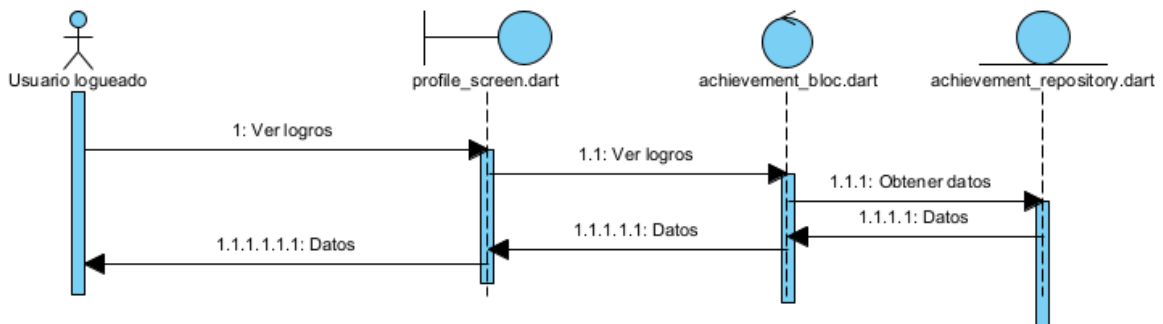 Usuario logueado
profile_screen.dart
achievement_bloc.dart
achievement_repository.dart
1: Ver logros
1.1: Ver logros
1.1.1: Obtener datos
1.1.1.1: Datos
1.1.1.1.1: Datos
1.1.1.1.1.1: Datos